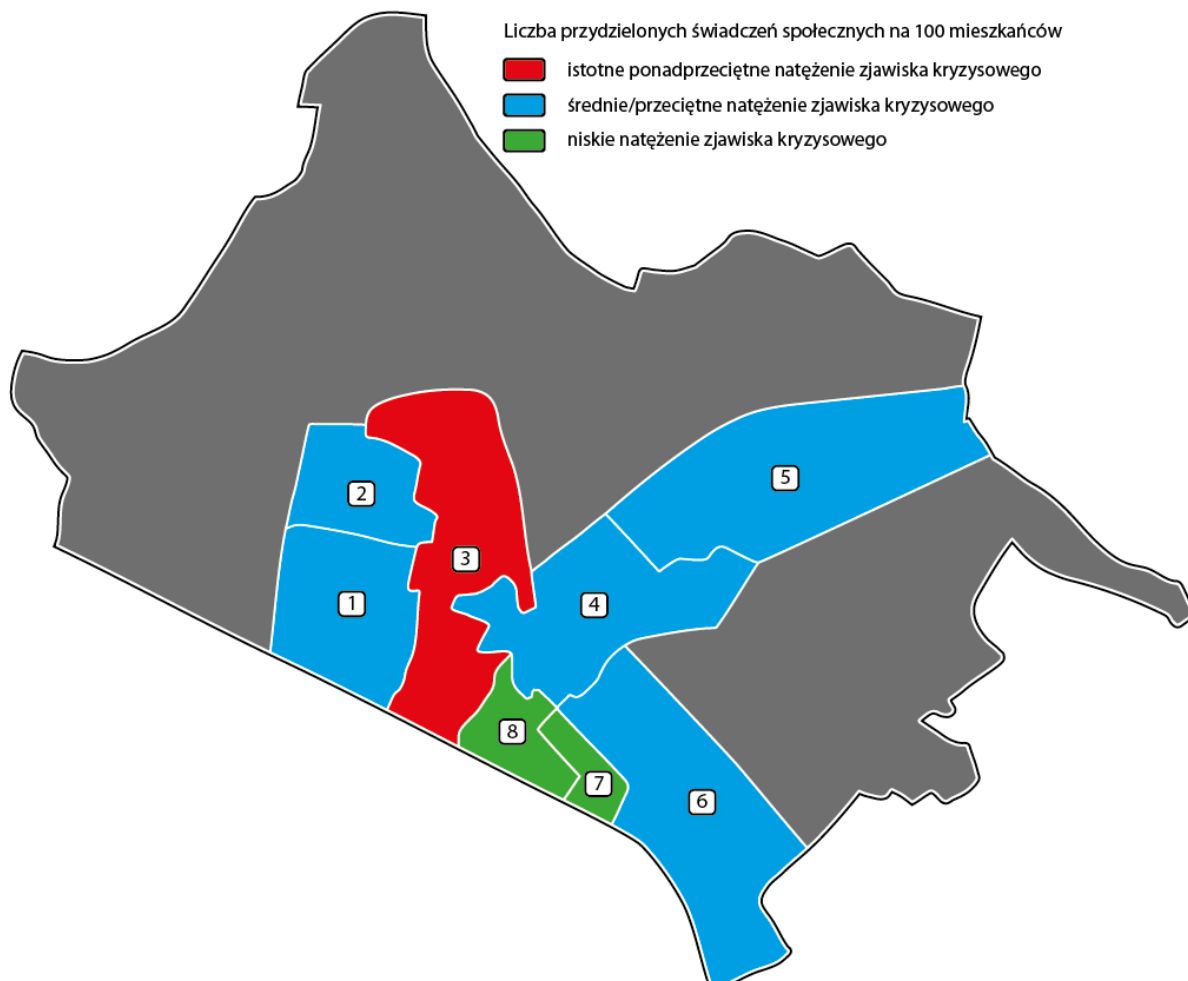 Liczba przydzielonych świadczeń społecznych na 100 mieszkańców
istotne ponadprzeciętne natężenie zjawiska kryzysowego
średnie/przeciętne natężenie zjawiska kryzysowego
niskie natężenie zjawiska kryzysowego
5
2
3
1
4
8
7
6